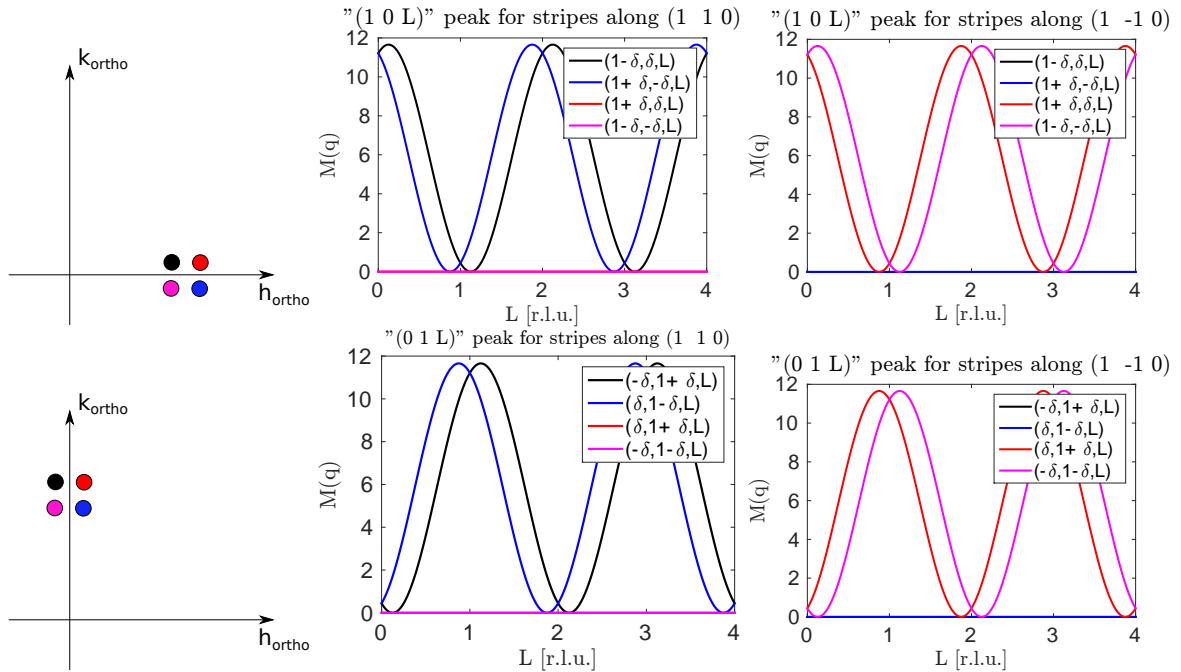 k_ortho
h_ortho
"(1 0 L)" peak for stripes along (1 1 0)
12
10
8
6
4
2
0
M(q)
(1- δ,δ,L)
(1+ δ,-δ,L)
(1+ δ,δ,L)
(1- δ,-δ,L)
0 1 2 3 4
L [r.l.u.]
"(1 0 L)" peak for stripes along (1 -1 0)
12
10
8
6
4
2
0
M(q)
(1- δ,δ,L)
(1+ δ,-δ,L)
(1+ δ,δ,L)
(1- δ,-δ,L)
0 1 2 3 4
L [r.l.u.]
k_ortho
h_ortho
"(0 1 L)" peak for stripes along (1 1 0)
12
10
8
6
4
2
0
M(q)
(-δ,1+ δ,L)
(δ,1- δ,L)
(δ,1+ δ,L)
(-δ,1- δ,L)
0 1 2 3 4
L [r.l.u.]
"(0 1 L)" peak for stripes along (1 -1 0)
12
10
8
6
4
2
0
M(q)
(-δ,1+ δ,L)
(δ,1- δ,L)
(δ,1+ δ,L)
(-δ,1- δ,L)
0 1 2 3 4
L [r.l.u.]